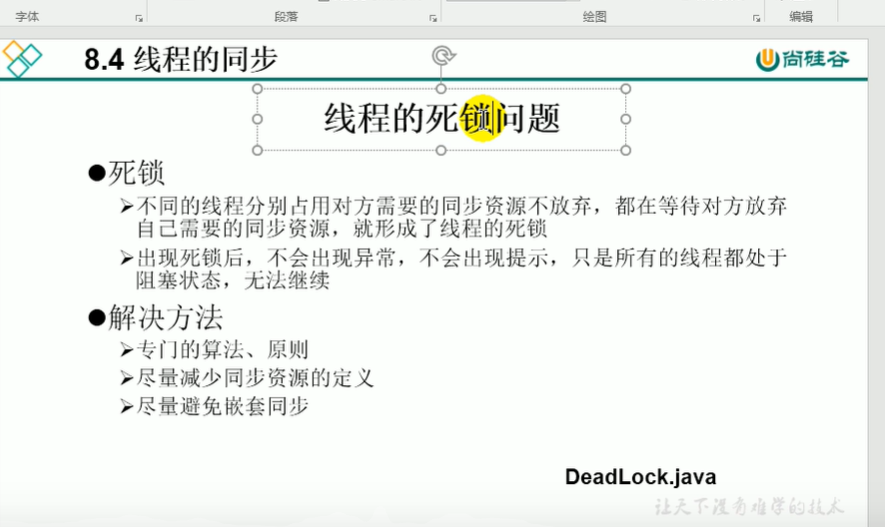 字体 段落 绘图 编辑
8.4 线程的同步
尚硅谷
线程的死锁问题
●死锁
➢不同的线程分别占用对方需要的同步资源不放弃，都在等待对方放弃
自己需要的同步资源，就形成了线程的死锁
➢出现死锁后，不会出现异常，不会出现提示，只是所有的线程都处于
阻塞状态，无法继续
●解决方法
➢专门的算法、原则
➢尽量减少同步资源的定义
➢尽量避免嵌套同步
DeadLock.java
让天下没有难学的技术